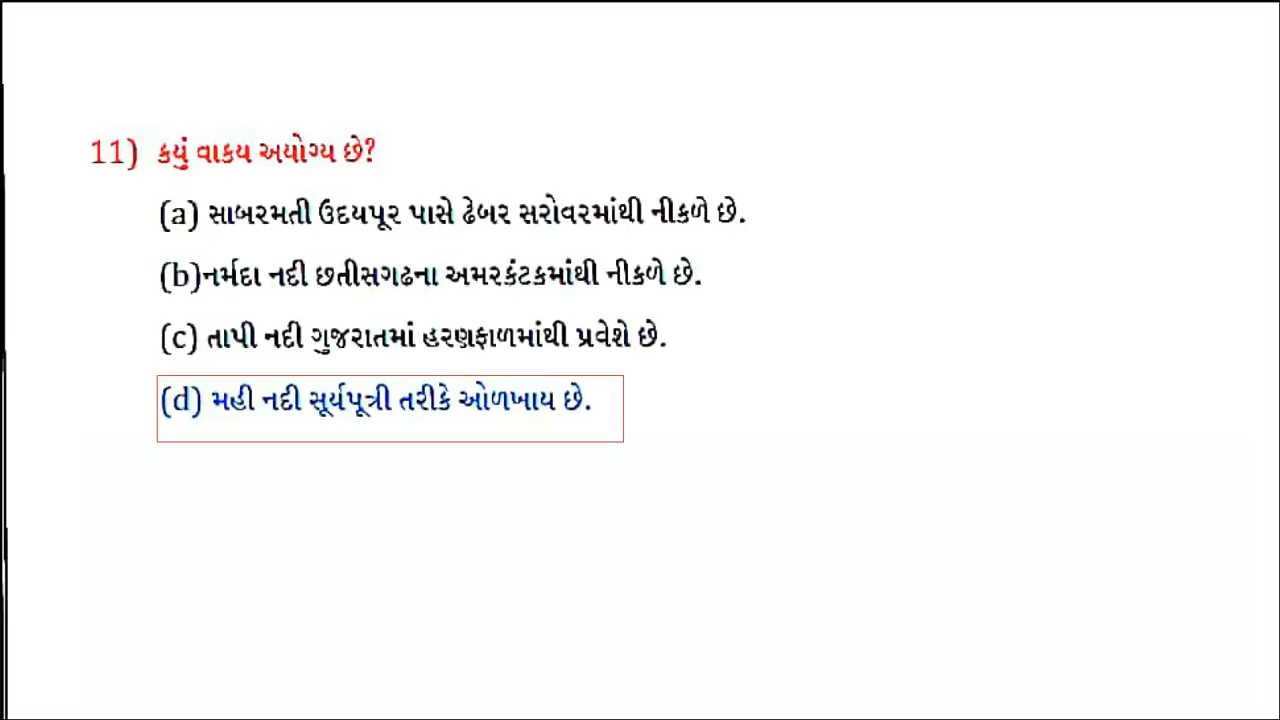 11) કયું વાકય અયોગ્ય છે?
(a) સાબરમતી ઉદયપૂર પાસે ઢેબર સરોવરમાંથી નીકળે છે.
(b)નર્મદા નદી છતીસગઢના અમરકંટકમાંથી નીકળે છે.
(c) તાપી નદી ગુજરાતમાં હરણફાળમાંથી પ્રવેશે છે.
(d) મહી નદી સૂર્યપૂત્રી તરીકે ઓળખાય છે.